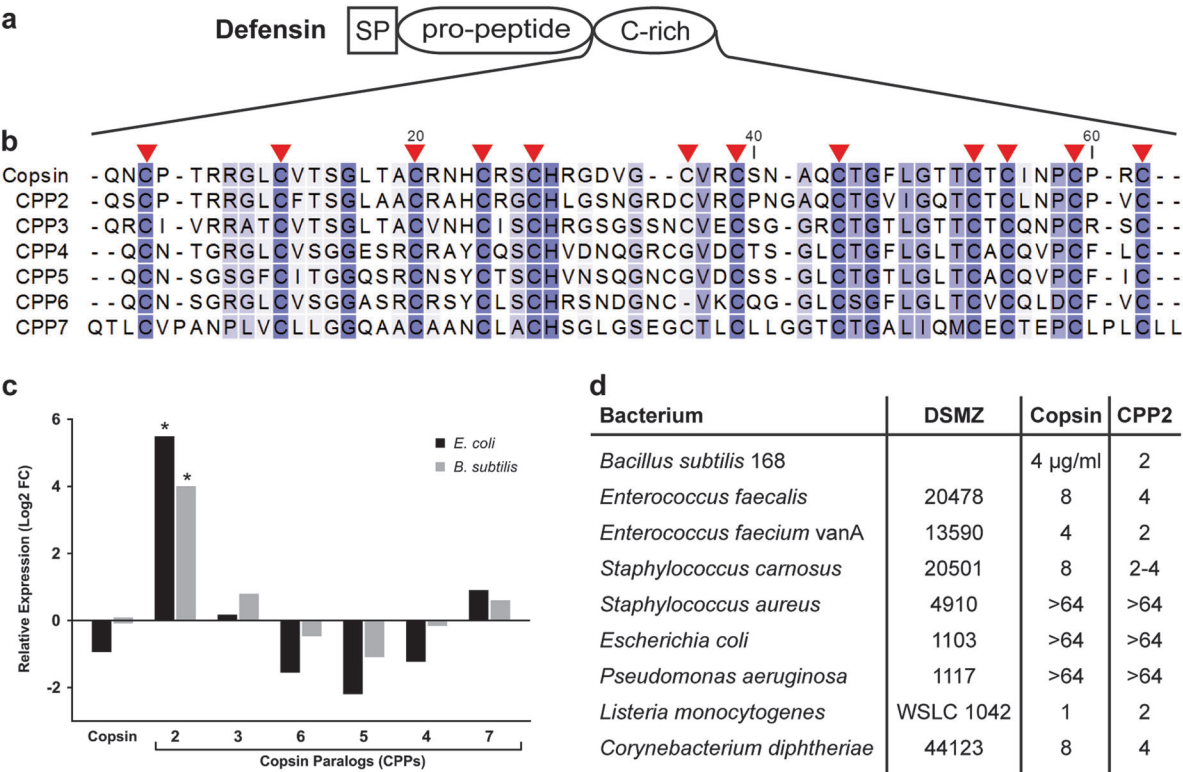 a
Defensin SP pro-peptide C-rich
b
20 40 60
Copsin -QNCP-TRRGLCVTSGLTACRNHCRSCHRGDVG--CVRCSN-AQCTGFLGTTCTCINPCP-RC--
CPP2 -QSCP-TRRGLCFTSGLAACRAHCRGCHLGSNGRDCVRCPNGAQCTGVIGQTCTCLNPCP-VC--
CPP3 -QRCI-VRRATCVTSGLTACVNHCISCHRGSGSSNCVECSG-GRCTGTLGTTCTCQNPCR-SC--
CPP4 --QCN-TGRGLCVSGGESRCRAYCQSCHVDNQGRCGVDCTS-GLCTGFLGLTCACQVPCF-LC--
CPP5 --QCN-SGSGFCITGGQSRCNSYCTSCHVNSQGNCGVDCSS-GLCTGTLGLTCACQVPCF-IC--
CPP6 --QCN-SGRGLCVSGGASRCRSYCLSCHRSNDGNC-VKCQG-GLCSGFLGLTCVCQLDCF-VC--
CPP7 QTLCVPANPLVCLLGGQAACAANCLACHSGLGSEGCTLCLLGGTCTGALIQMCECTEPCLPLCLL
c
Relative Expression (Log2 FC)
6
4
2
0
-2
* *
E. coli
B. subtilis
Copsin 2 3 6 5 4 7
Copsin Paralogs (CPPs)
d
Bacterium DSMZ Copsin CPP2
Bacillus subtilis 168 4 µg/ml 2
Enterococcus faecalis 20478 8 4
Enterococcus faecium vanA 13590 4 2
Staphylococcus carnosus 20501 8 2-4
Staphylococcus aureus 4910 >64 >64
Escherichia coli 1103 >64 >64
Pseudomonas aeruginosa 1117 >64 >64
Listeria monocytogenes WSLC 1042 1 2
Corynebacterium diphtheriae 44123 8 4